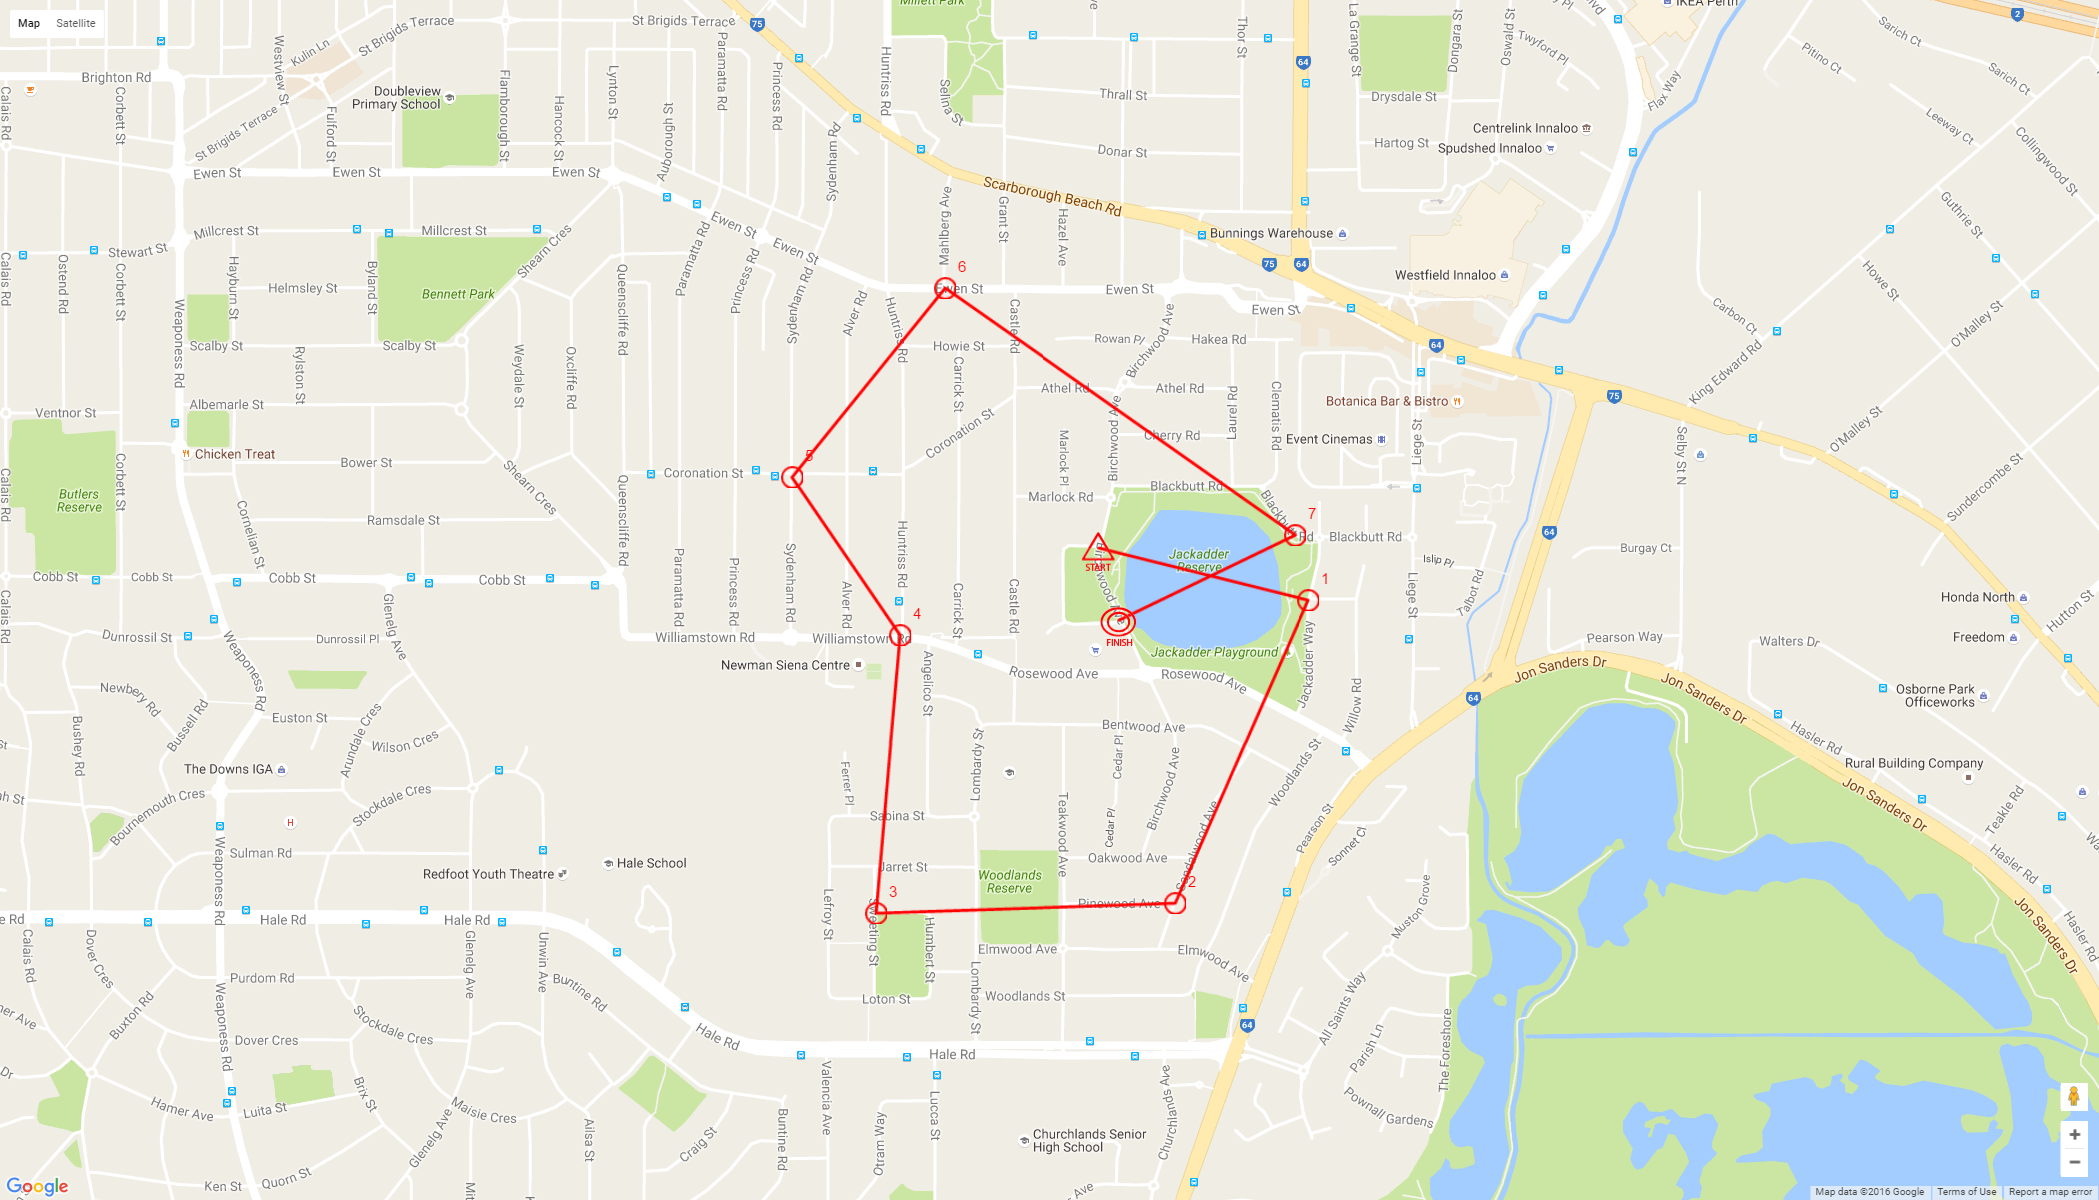 Map Satellite
Millett Park
IKEA Perth
St Brigids Terrace
St Brigids Terrace
Kulin Ln
Westview St
Brighton Rd
Corbett St
Calais Rd
Doubleview
Primary School
Flamborough St
Lynton St
Hancock St
Fulford St
St Brigids Terrace
Paramatta Rd
Princess Rd
Huntriss Rd
Selina St
Auborough St
Sydenham Rd
Thor St
La Grange St
Dongara St
Oswald St
Twyford Pl
Thrall St
Donar St
Drysdale St
Hartog St
Centrelink Innaloo
Spudshed Innaloo
Flax Way
Sarich Ct
Pitino Ct
Sarich Ct
Leeway Ct
Collingwood St
Guthrie St
Howe St
O'Malley St
Carbon Ct
King Edward Rd
O'Malley St
Sundercombe St
Ewen St
Ewen St
Ewen St
Ewen St
Ewen St
Scarborough Beach Rd
Mahlberg Ave
Grant St
Hazel Ave
Bunnings Warehouse
Westfield Innaloo
Stewart St
Millcrest St
Millcrest St
Shearn Cres
Calais Rd
Ostend Rd
Corbett St
Hayburn St
Byland St
Helmsley St
Bennett Park
Weaponess Rd
Queenscliffe Rd
Paramatta Rd
Princess Rd
Sydenham Rd
Alver Rd
Huntriss Rd
6
Ewen St
Ewen St
Ewen St
Castle Rd
Howie St
Rowan Pl
Hakea Rd
Birchwood Ave
Scalby St
Scalby St
Rylston St
Weydale St
Oxcliffe Rd
Carrick St
Athel Rd
Athel Rd
Laurel Rd
Clematis Rd
Botanica Bar & Bistro
Event Cinemas
Liege St
Selby St N
Albemarle St
Ventnor St
Chicken Treat
Bower St
Coronation St
Coronation St
Cherry Rd
Marlock Pl
Birchwood Ave
5
Butlers
Reserve
Corbett St
Calais Rd
Shearn Cres
Queenscliffe Rd
Marlock Rd
Blackbutt Rd
Blackbutt Rd
7
Blackbutt Rd
Cornelian St
Ramsdale St
Huntriss Rd
Birchwood Ave
START
Jackadder
Reserve
Islip Pl
Burgay Ct
Talbot Rd
Liege St
1
Honda North
Hutton St
Freedom
Cobb St
Cobb St
Cobb St
Cobb St
Calais Rd
Glenelg Ave
Paramatta Rd
Princess Rd
Sydenham Rd
Alver Rd
Carrick St
Castle Rd
4
FINISH
Dunrossil St
Dunrossil Pl
Williamstown Rd
Williamstown Rd
Newman Siena Centre
Angelico St
Rosewood Ave
Rosewood Ave
Jackadder Playground
Jackadder Way
Willow Rd
Pearson Way
Walters Dr
Jon Sanders Dr
Jon Sanders Dr
Osborne Park
Officeworks
Hasler Rd
Weaponess Rd
Newbery Rd
Bussell Rd
Bushey Rd
Euston St
Arundale Cres
Wilson Cres
Bentwood Ave
Cedar Pl
Birchwood Ave
Woodlands St
Rural Building Company
The Downs IGA
Stockdale Cres
Bournemouth Cres
Ferrer Pl
Lombardy St
Sabina St
Teakwood Ave
Cedar Pl
Sandalwood Ave
Pearson St
Sonnet Ct
Jon Sanders Dr
Teakle Rd
Hasler Rd
Sulman Rd
Weaponess Rd
Redfoot Youth Theatre
Hale School
Jarret St
Woodlands
Reserve
Oakwood Ave
2
3
Pinewood Ave
Hale Rd
Hale Rd
Calais Rd
Dover Cres
Glenelg Ave
Unwin Ave
Lefroy St
Sweeting St
Humbert St
Elmwood Ave
Elmwood Ave
Muston Grove
Jon Sanders Dr
Hasler Rd
Purdom Rd
Buntine Rd
Weaponess Rd
Buxton Rd
Loton St
Lombardy St
Woodlands St
All Saints Way
Parish Ln
The Foreshore
Stockdale Cres
Dover Cres
Hale Rd
Hale Rd
Valencia Ave
Lucca St
Churchlands Ave
Pownall Gardens
Hamer Ave
Luita St
Brix St
Maisie Cres
Glenelg Ave
Ailsa St
Craig St
Buntine Rd
Otram Way
Churchlands Senior
High School
Ken St
Quorn St
Google
Map data ©2016 Google Terms of Use Report a map error